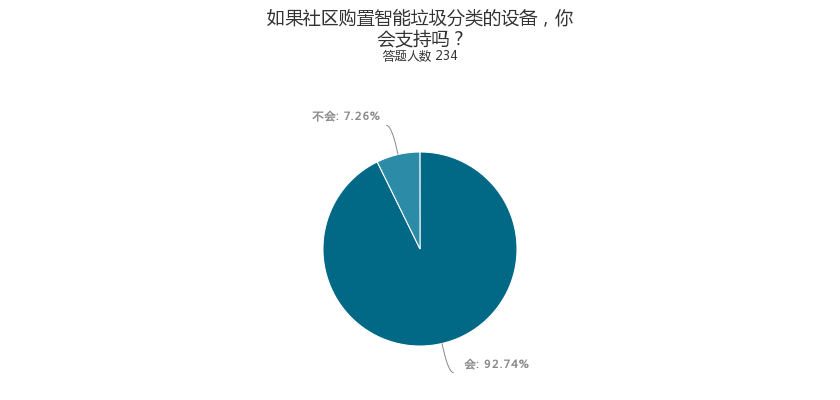 如果社区购置智能垃圾分类的设备，你
会支持吗？
答题人数 234
不会: 7.26%
会: 92.74%